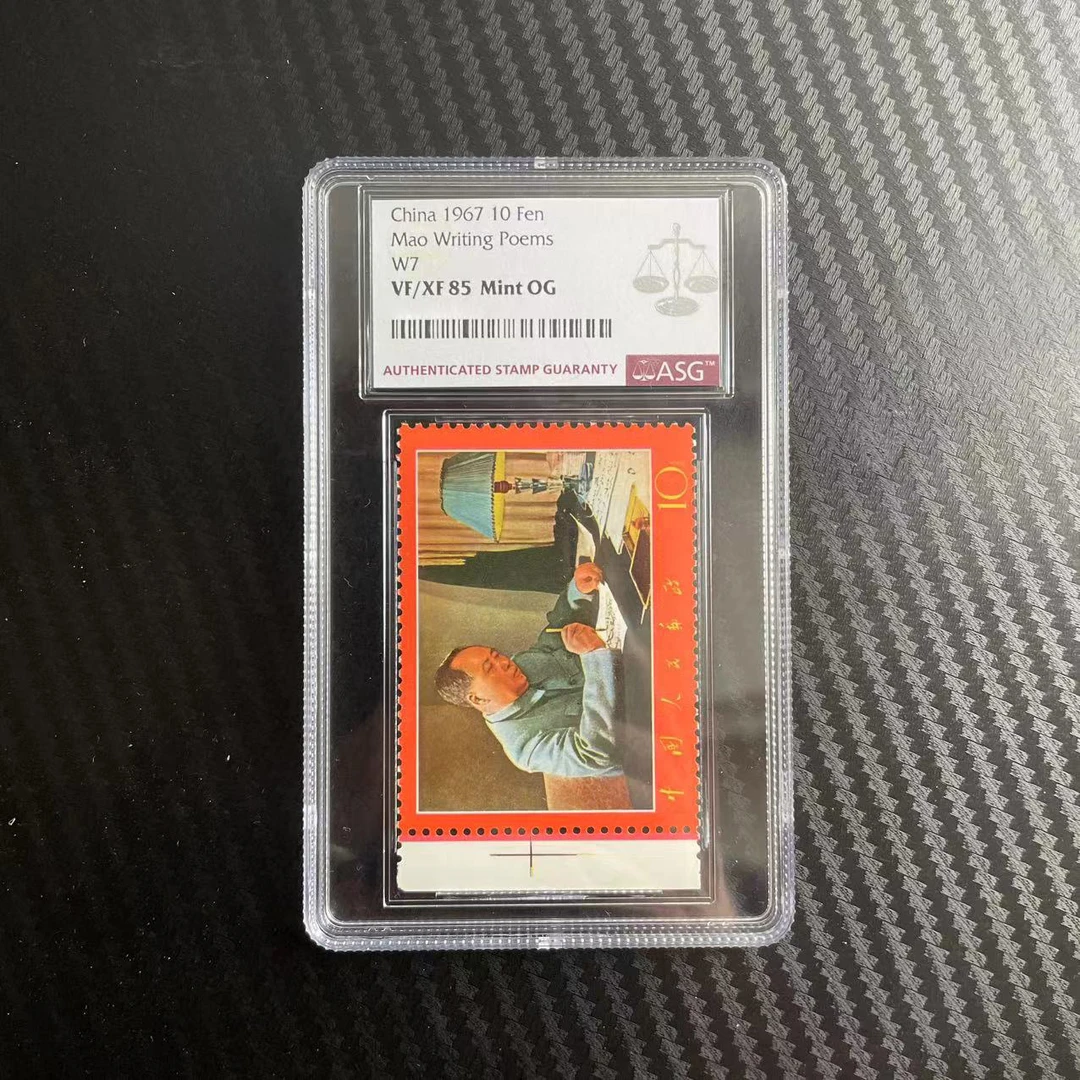 China 1967 10 Fen
Mao Writing Poems
W7
VF/XF 85 Mint OG
AUTHENTICATED STAMP GUARANTY ASG™
10
中国人民邮政